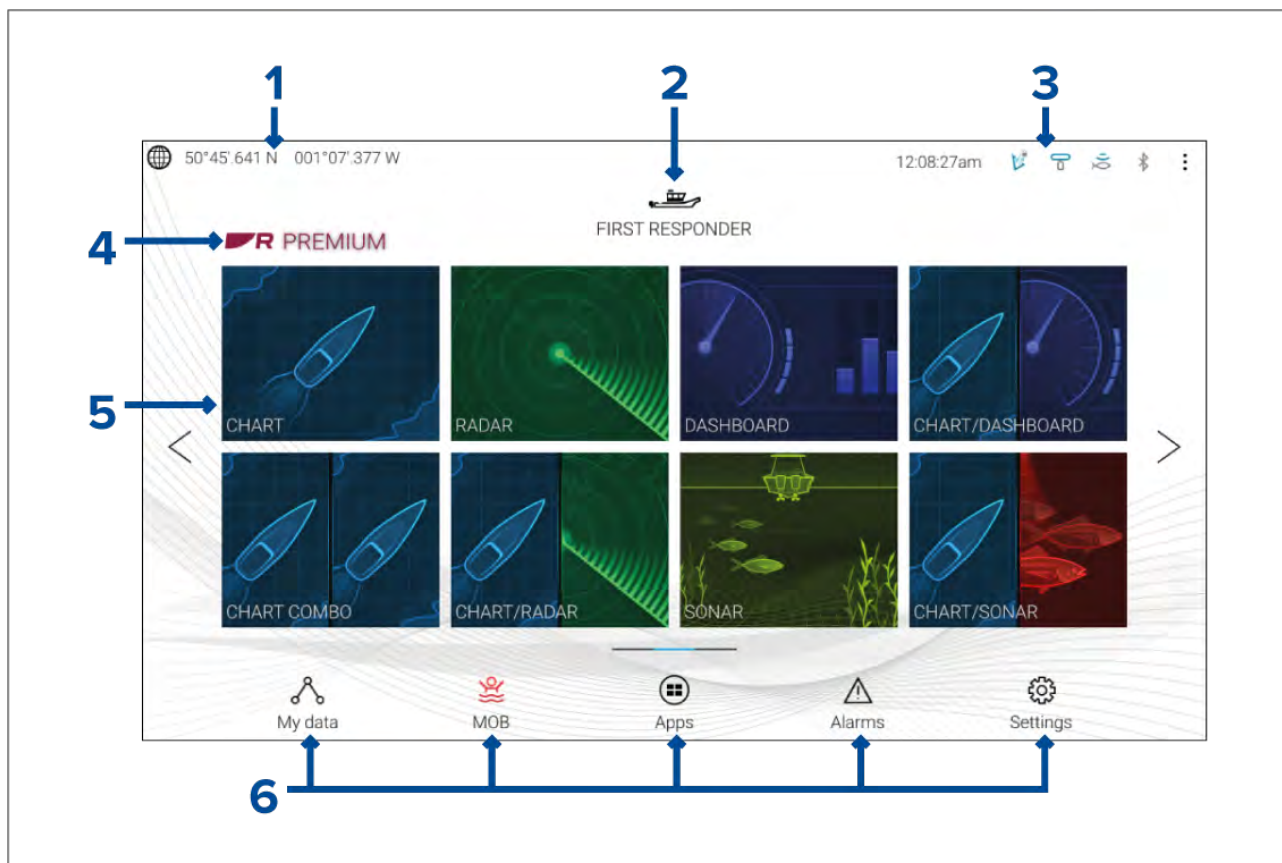 1 2 3
50°45'.641 N 001°07'.377 W 12:08:27am
FIRST RESPONDER
4 R PREMIUM
5
CHART RADAR DASHBOARD CHART/DASHBOARD
CHART COMBO CHART/RADAR SONAR CHART/SONAR
My data MOB Apps Alarms Settings
6